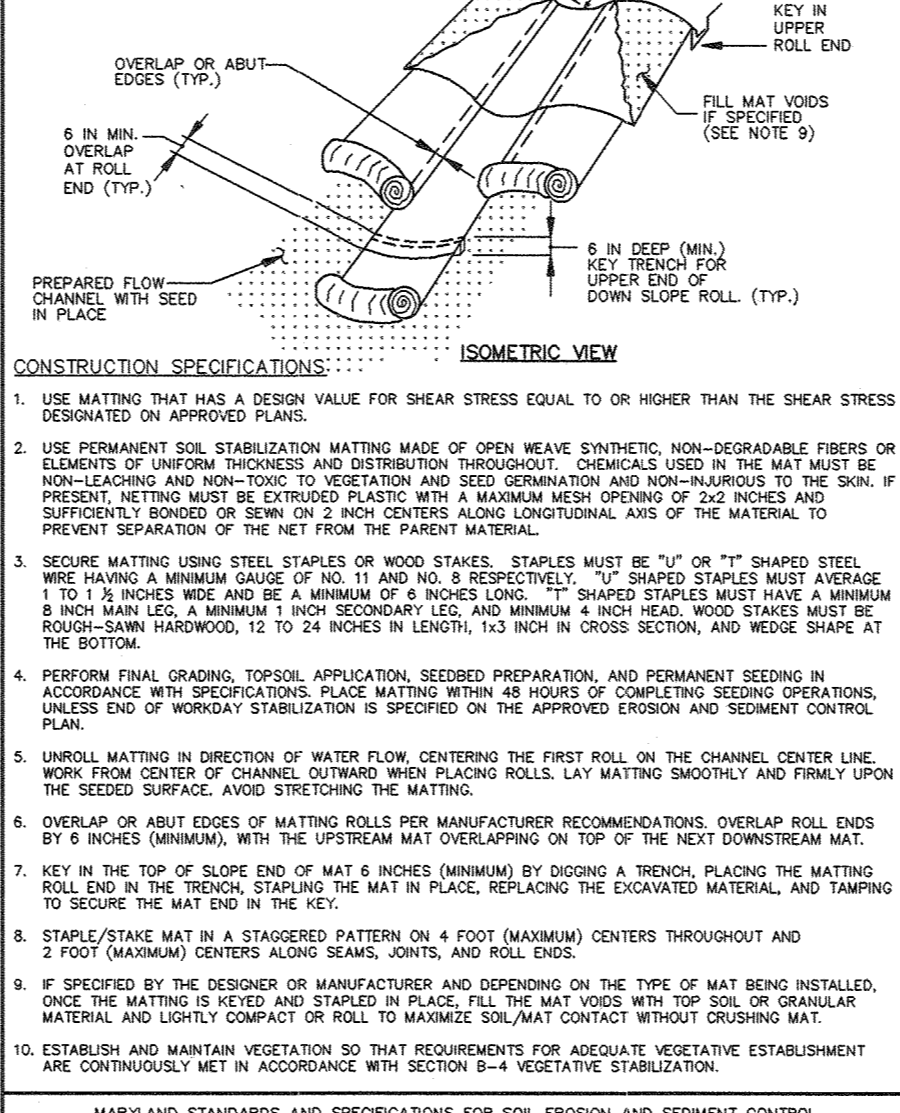 KEY IN
UPPER
ROLL END
OVERLAP OR ABUT
EDGES (TYP.)
FILL MAT VOIDS
IF SPECIFIED
(SEE NOTE 9)
6 IN MIN.
OVERLAP
AT ROLL
END (TYP.)
6 IN DEEP (MIN.)
KEY TRENCH FOR
UPPER END OF
DOWN SLOPE ROLL. (TYP.)
PREPARED FLOW
CHANNEL WITH SEED
IN PLACE
ISOMETRIC VIEW
CONSTRUCTION SPECIFICATIONS:
1. USE MATTING THAT HAS A DESIGN VALUE FOR SHEAR STRESS EQUAL TO OR HIGHER THAN THE SHEAR STRESS
DESIGNATED ON APPROVED PLANS.
2. USE PERMANENT SOIL STABILIZATION MATTING MADE OF OPEN WEAVE SYNTHETIC, NON-DEGRADABLE FIBERS OR
ELEMENTS OF UNIFORM THICKNESS AND DISTRIBUTION THROUGHOUT. CHEMICALS USED IN THE MAT MUST BE
NON-LEACHING AND NON-TOXIC TO VEGETATION AND SEED GERMINATION AND NON-INJURIOUS TO THE SKIN. IF
PRESENT, NETTING MUST BE EXTRUDED PLASTIC WITH A MAXIMUM MESH OPENING OF 2x2 INCHES AND
SUFFICIENTLY BONDED OR SEWN ON 2 INCH CENTERS ALONG LONGITUDINAL AXIS OF THE MATERIAL TO
PREVENT SEPARATION OF THE NET FROM THE PARENT MATERIAL.
3. SECURE MATTING USING STEEL STAPLES OR WOOD STAKES. STAPLES MUST BE "U" OR "T" SHAPED STEEL
WIRE HAVING A MINIMUM GAUGE OF NO. 11 AND NO. 8 RESPECTIVELY. "U" SHAPED STAPLES MUST AVERAGE
1 TO 1 ½ INCHES WIDE AND BE A MINIMUM OF 6 INCHES LONG. "T" SHAPED STAPLES MUST HAVE A MINIMUM
8 INCH MAIN LEG, A MINIMUM 1 INCH SECONDARY LEG, AND MINIMUM 4 INCH HEAD. WOOD STAKES MUST BE
ROUGH-SAWN HARDWOOD, 12 TO 24 INCHES IN LENGTH, 1x3 INCH IN CROSS SECTION, AND WEDGE SHAPE AT
THE BOTTOM.
4. PERFORM FINAL GRADING, TOPSOIL APPLICATION, SEEDBED PREPARATION, AND PERMANENT SEEDING IN
ACCORDANCE WITH SPECIFICATIONS. PLACE MATTING WITHIN 48 HOURS OF COMPLETING SEEDING OPERATIONS,
UNLESS END OF WORKDAY STABILIZATION IS SPECIFIED ON THE APPROVED EROSION AND SEDIMENT CONTROL
PLAN.
5. UNROLL MATTING IN DIRECTION OF WATER FLOW, CENTERING THE FIRST ROLL ON THE CHANNEL CENTER LINE.
WORK FROM CENTER OF CHANNEL OUTWARD WHEN PLACING ROLLS. LAY MATTING SMOOTHLY AND FIRMLY UPON
THE SEEDED SURFACE. AVOID STRETCHING THE MATTING.
6. OVERLAP OR ABUT EDGES OF MATTING ROLLS PER MANUFACTURER RECOMMENDATIONS. OVERLAP ROLL ENDS
BY 6 INCHES (MINIMUM), WITH THE UPSTREAM MAT OVERLAPPING ON TOP OF THE NEXT DOWNSTREAM MAT.
7. KEY IN THE TOP OF SLOPE END OF MAT 6 INCHES (MINIMUM) BY DIGGING A TRENCH, PLACING THE MATTING
ROLL END IN THE TRENCH, STAPLING THE MAT IN PLACE, REPLACING THE EXCAVATED MATERIAL, AND TAMPING
TO SECURE THE MAT END IN THE KEY.
8. STAPLE/STAKE MAT IN A STAGGERED PATTERN ON 4 FOOT (MAXIMUM) CENTERS THROUGHOUT AND
2 FOOT (MAXIMUM) CENTERS ALONG SEAMS, JOINTS, AND ROLL ENDS.
9. IF SPECIFIED BY THE DESIGNER OR MANUFACTURER AND DEPENDING ON THE TYPE OF MAT BEING INSTALLED,
ONCE THE MATTING IS KEYED AND STAPLED IN PLACE, FILL THE MAT VOIDS WITH TOP SOIL OR GRANULAR
MATERIAL AND LIGHTLY COMPACT OR ROLL TO MAXIMIZE SOIL/MAT CONTACT WITHOUT CRUSHING MAT.
10. ESTABLISH AND MAINTAIN VEGETATION SO THAT REQUIREMENTS FOR ADEQUATE VEGETATIVE ESTABLISHMENT
ARE CONTINUOUSLY MET IN ACCORDANCE WITH SECTION B-4 VEGETATIVE STABILIZATION.
MARYLAND STANDARDS AND SPECIFICATIONS FOR SOIL EROSION AND SEDIMENT CONTROL